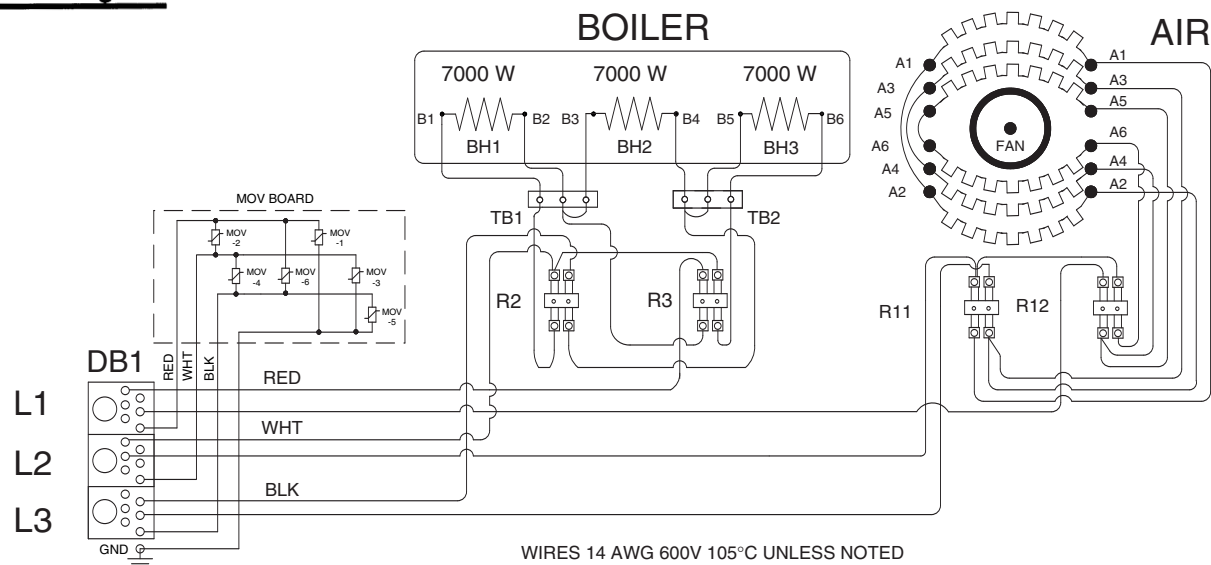 BOILER
AIR
7000 W 7000 W 7000 W
B1 B2 B3 B4 B5 B6
BH1 BH2 BH3
TB1 TB2
R2 R3
A1
A3
A5
A6
A4
A2
FAN
A1
A3
A5
A6
A4
A2
R11 R12
MOV BOARD
MOV
-2
MOV
-1
MOV
-4
MOV
-6
MOV
-3
MOV
-5
RED
WHT
BLK
DB1
L1
L2
L3
GND
RED
WHT
BLK
WIRES 14 AWG 600V 105°C UNLESS NOTED